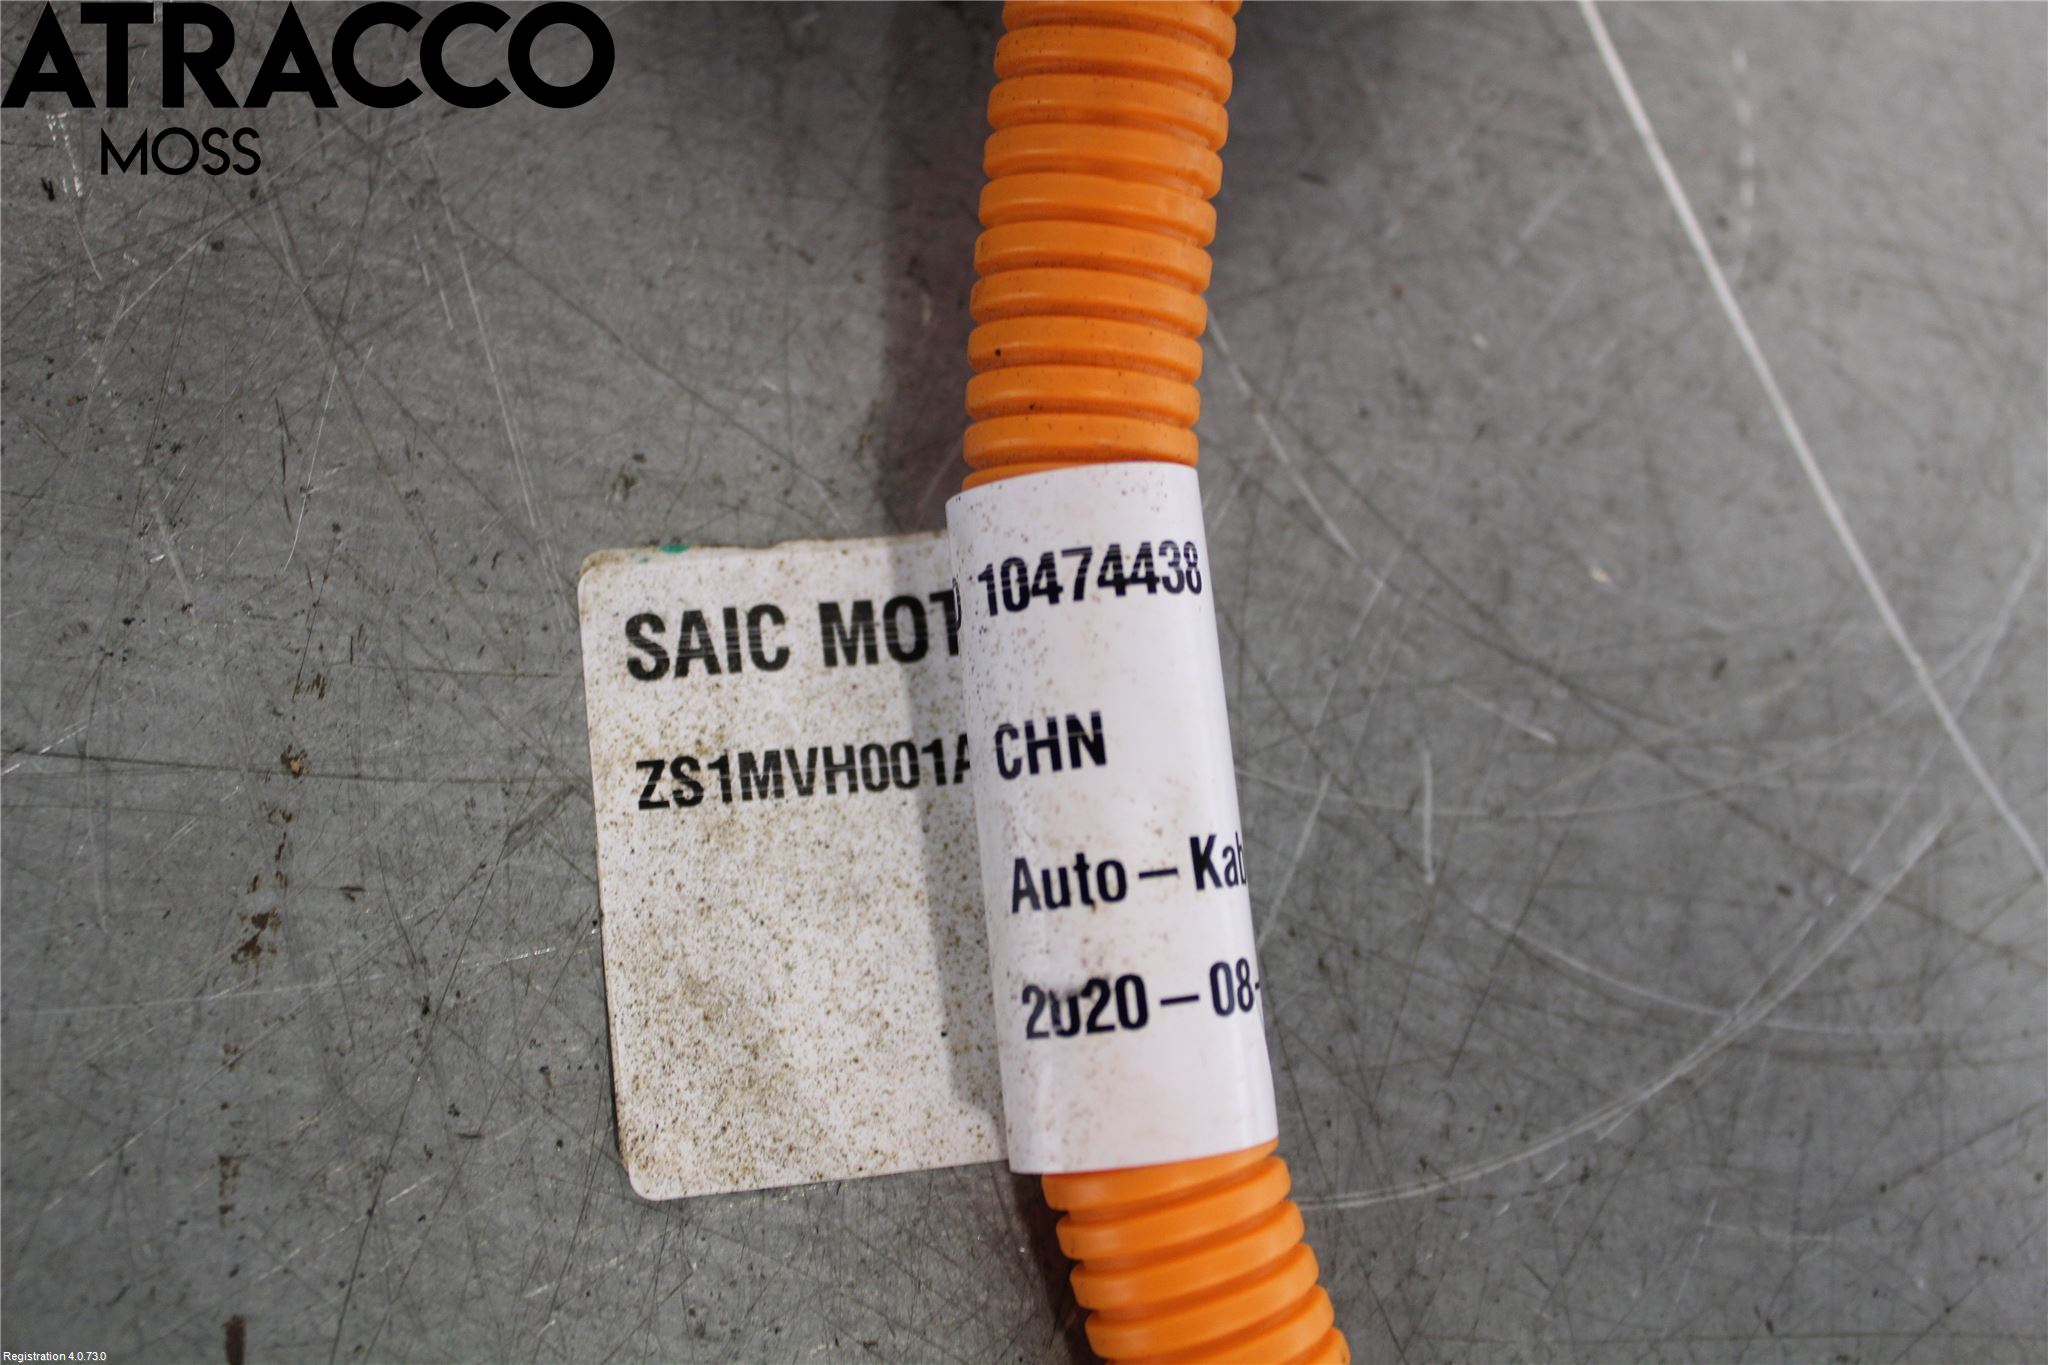 ATRACCO
MOSS
SAIC MOT
10474438
ZS1MVH001A
CHN
Auto-Kab
2020-08-
Registration 4.0.73.0